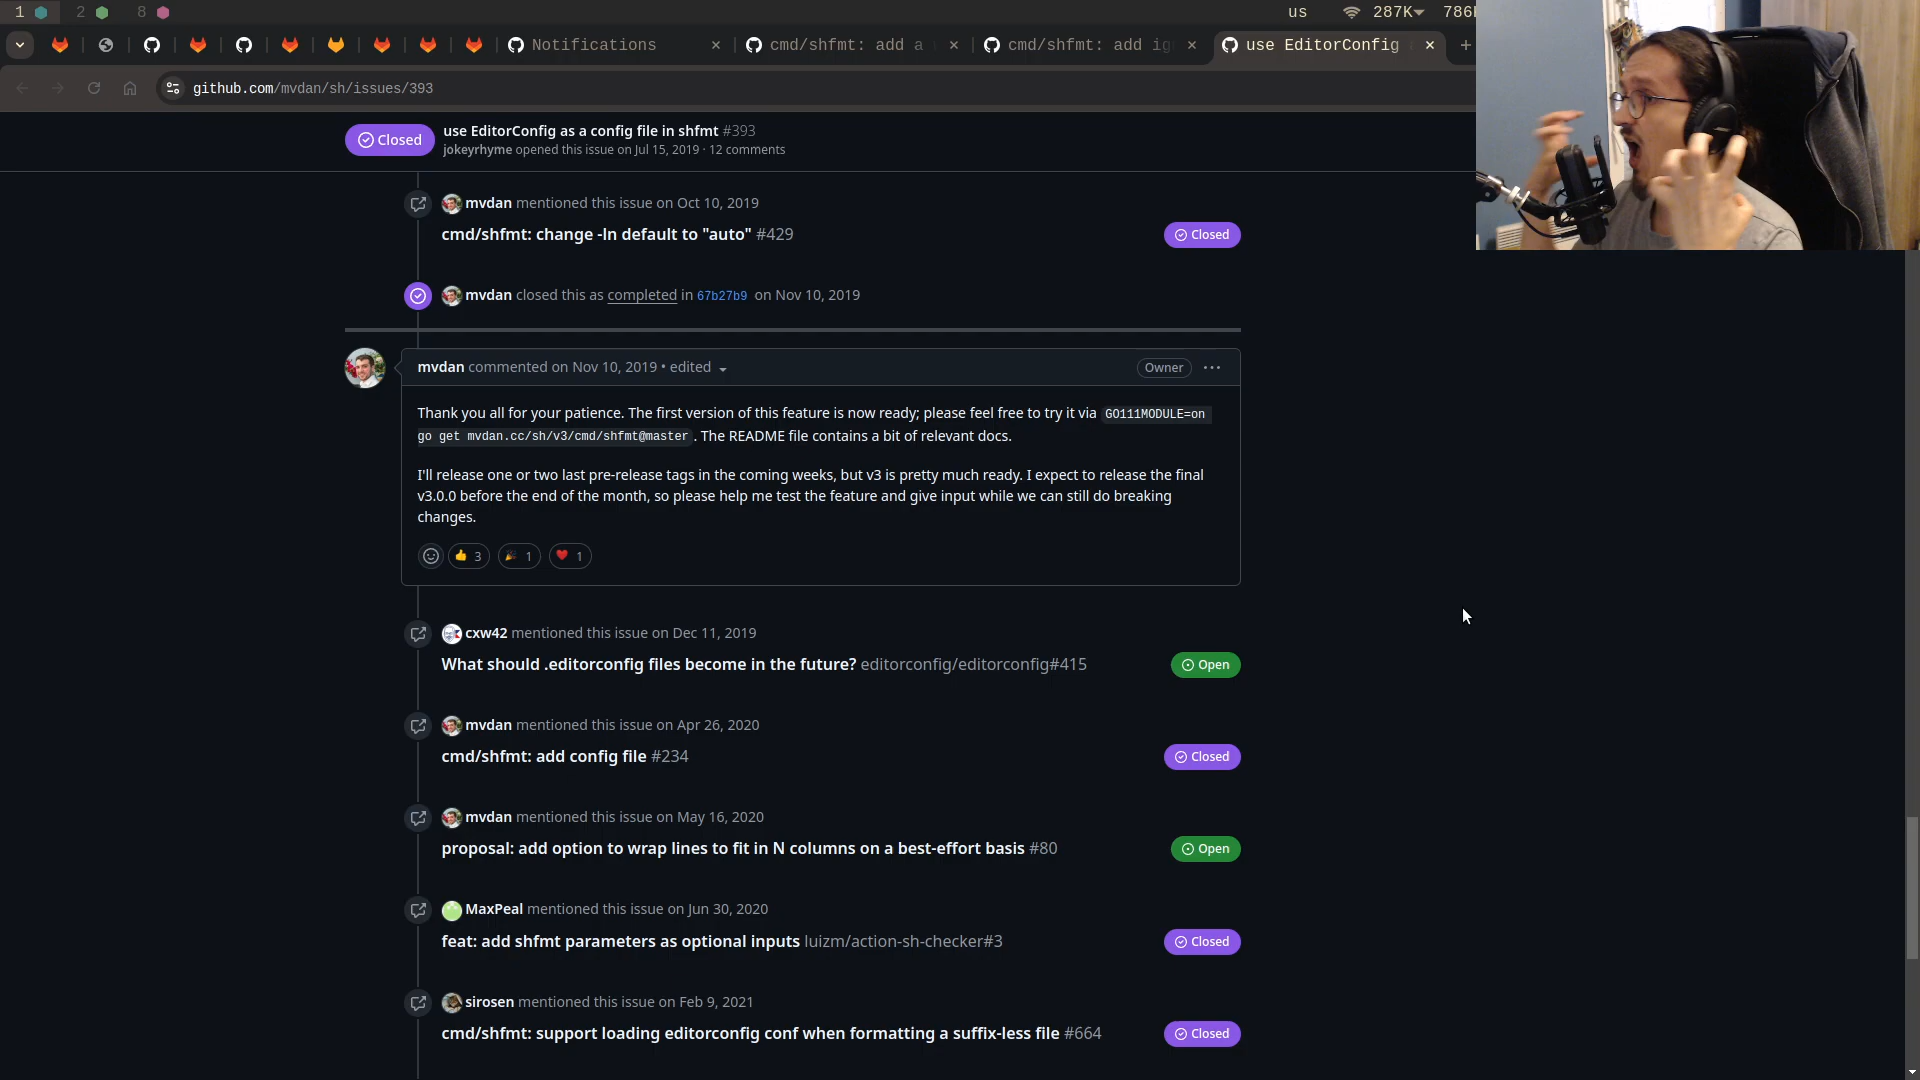 1 2 8 us 287K
Notifications × cmd/shfmt: add a × cmd/shfmt: add ig × use EditorConfig × +
github.com/mvdan/sh/issues/393
Closed use EditorConfig as a config file in shfmt #393
jokeyrhyme opened this issue on Jul 15, 2019 · 12 comments
mvdan mentioned this issue on Oct 10, 2019
cmd/shfmt: change -ln default to "auto" #429 Closed
mvdan closed this as completed in 67b27b9 on Nov 10, 2019
mvdan commented on Nov 10, 2019 • edited Owner
Thank you all for your patience. The first version of this feature is now ready; please feel free to try it via GO111MODULE=on
go get mvdan.cc/sh/v3/cmd/shfmt@master. The README file contains a bit of relevant docs.
I'll release one or two last pre-release tags in the coming weeks, but v3 is pretty much ready. I expect to release the final
v3.0.0 before the end of the month, so please help me test the feature and give input while we can still do breaking
changes.
👍 3 🎉 1 ❤️ 1
cxw42 mentioned this issue on Dec 11, 2019
What should .editorconfig files become in the future? editorconfig/editorconfig#415 Open
mvdan mentioned this issue on Apr 26, 2020
cmd/shfmt: add config file #234 Closed
mvdan mentioned this issue on May 16, 2020
proposal: add option to wrap lines to fit in N columns on a best-effort basis #80 Open
MaxPeal mentioned this issue on Jun 30, 2020
feat: add shfmt parameters as optional inputs luizm/action-sh-checker#3 Closed
sirosen mentioned this issue on Feb 9, 2021
cmd/shfmt: support loading editorconfig conf when formatting a suffix-less file #664 Closed